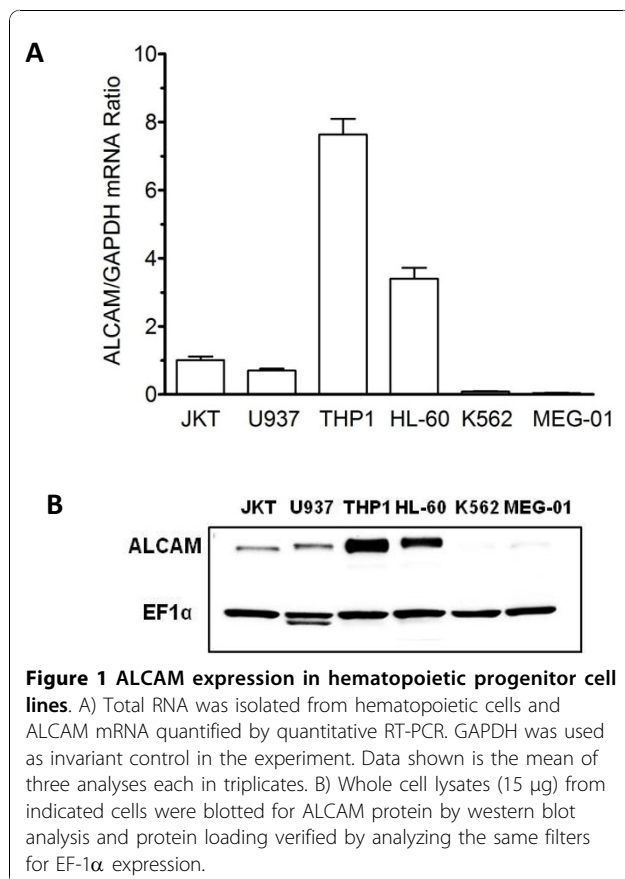 A
10
8
6
4
2
0
ALCAM/GAPDH mRNA Ratio
JKT U937 THP1 HL-60 K562 MEG-01
B
JKT U937 THP1 HL-60 K562 MEG-01
ALCAM
EF1α
Figure 1 ALCAM expression in hematopoietic progenitor cell
lines. A) Total RNA was isolated from hematopoietic cells and
ALCAM mRNA quantified by quantitative RT-PCR. GAPDH was used
as invariant control in the experiment. Data shown is the mean of
three analyses each in triplicates. B) Whole cell lysates (15 μg) from
indicated cells were blotted for ALCAM protein by western blot
analysis and protein loading verified by analyzing the same filters
for EF-1α expression.